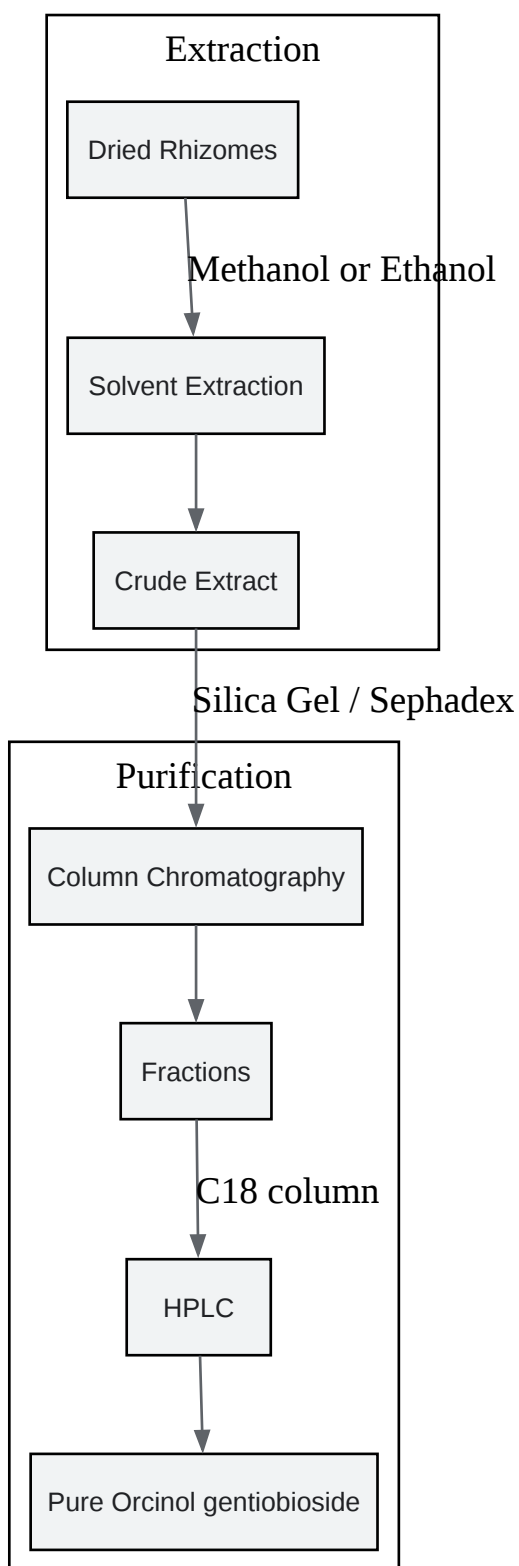 Extraction
Dried Rhizomes
Methanol or Ethanol
Solvent Extraction
Crude Extract
Silica Gel / Sephadex
Purification
Column Chromatography
Fractions
C18 column
HPLC
Pure Orcinol gentiobioside